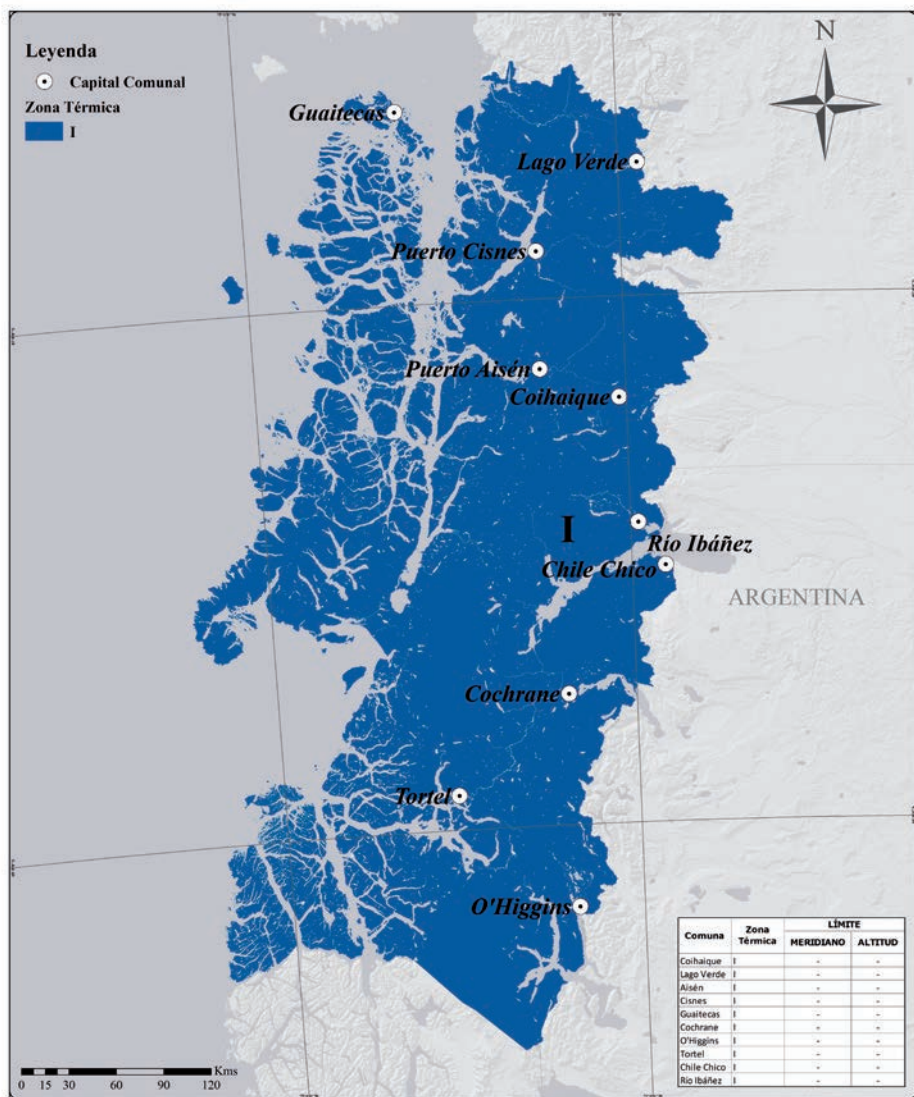 Leyenda
Capital Comunal
Zona Térmica
I
N
Guaitecas
Lago Verde
Puerto Cisnes
Puerto Aisén
Coihaique
I
Río Ibáñez
Chile Chico
ARGENTINA
Cochrane
Tortel
O'Higgins
Comuna Zona Térmica LÍMITE
MERIDIANO ALTITUD
Coihaique I - -
Lago Verde I - -
Aisén I - -
Cisnes I - -
Guaitecas I - -
Cochrane I - -
O'Higgins I - -
Tortel I - -
Chile Chico I - -
Río Ibáñez I - -
Kms
0 15 30 60 90 120